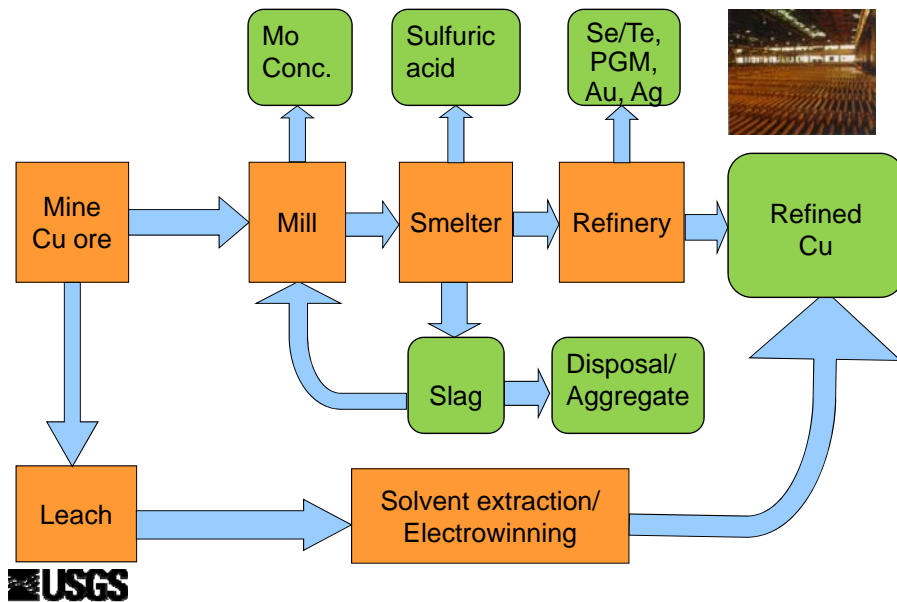 Mo
Conc.
Sulfuric
acid
Se/Te,
PGM,
Au, Ag
Mine
Cu ore
Mill
Smelter
Refinery
Refined
Cu
Slag
Disposal/
Aggregate
Leach
Solvent extraction/
Electrowinning
USGS